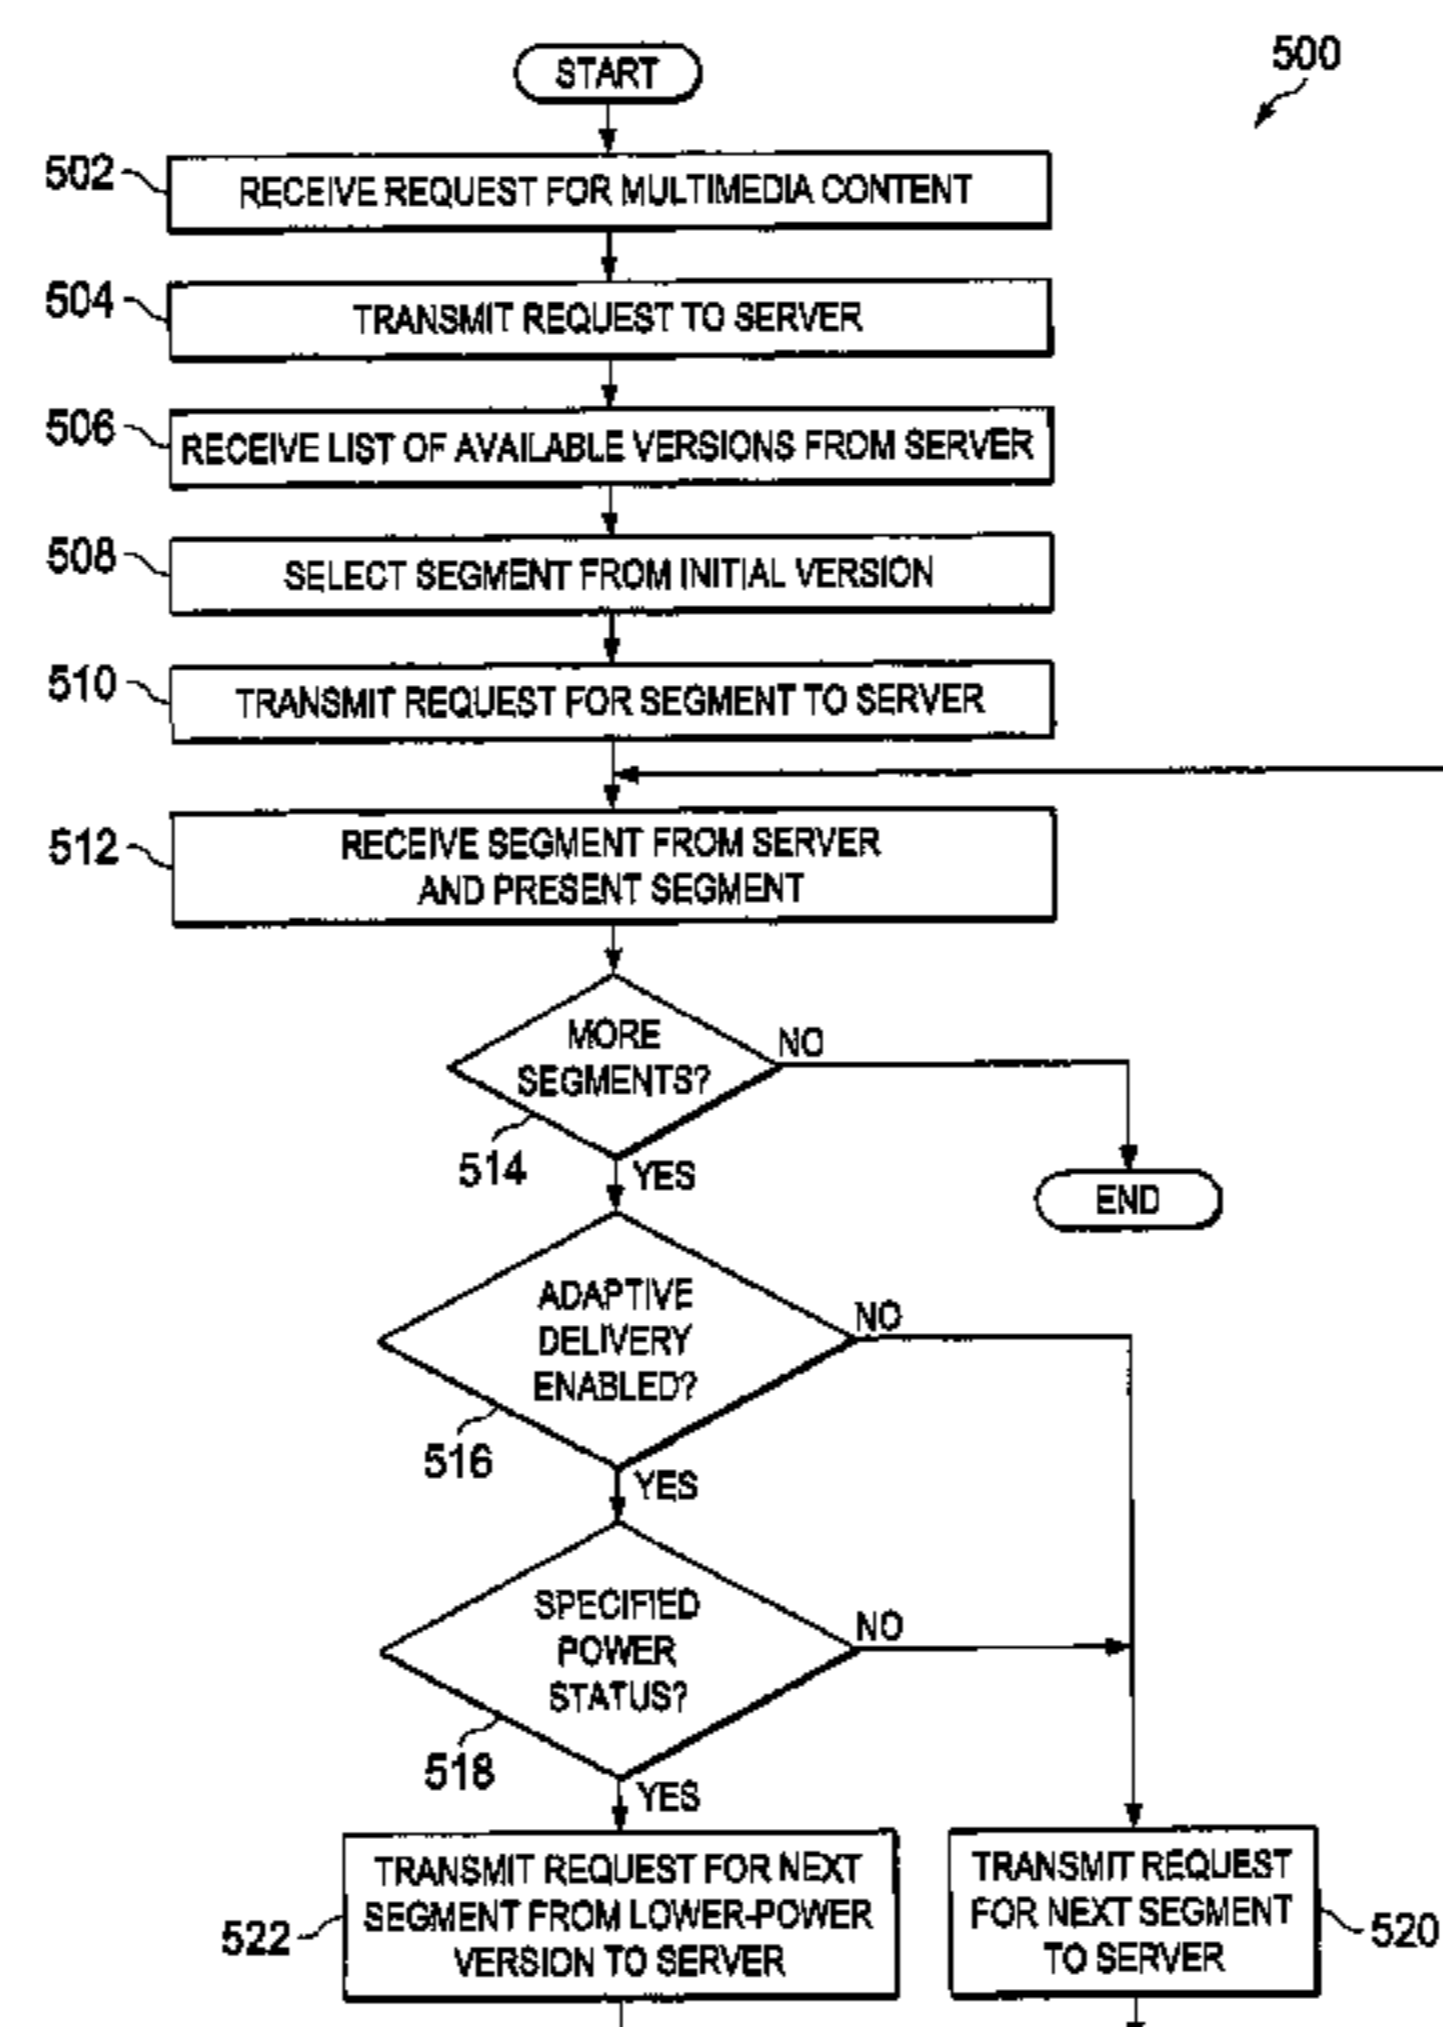 START
500
502
RECEIVE REQUEST FOR MULTIMEDIA CONTENT
504
TRANSMIT REQUEST TO SERVER
506
RECEIVE LIST OF AVAILABLE VERSIONS FROM SERVER
508
SELECT SEGMENT FROM INITIAL VERSION
510
TRANSMIT REQUEST FOR SEGMENT TO SERVER
512
RECEIVE SEGMENT FROM SERVER
AND PRESENT SEGMENT
MORE
SEGMENTS?
NO
514
YES
END
ADAPTIVE
DELIVERY
ENABLED?
NO
516
YES
SPECIFIED
POWER
STATUS?
NO
518
YES
522
TRANSMIT REQUEST FOR NEXT
SEGMENT FROM LOWER-POWER
VERSION TO SERVER
TRANSMIT REQUEST
FOR NEXT SEGMENT
TO SERVER
520